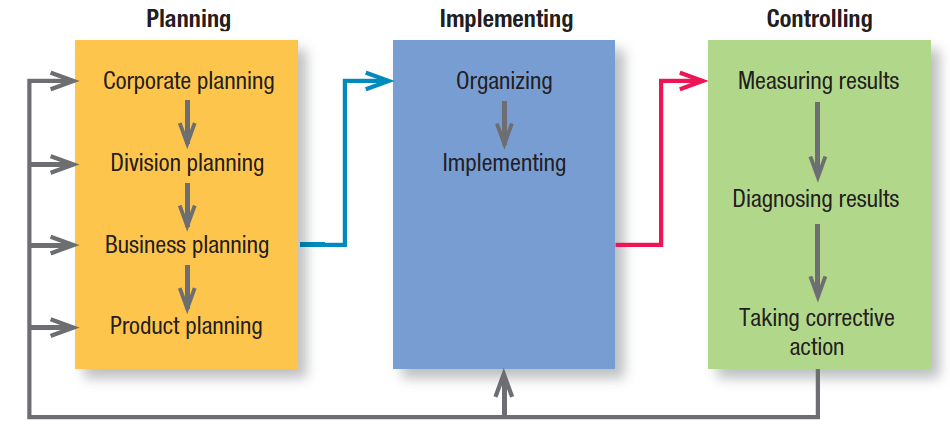 Planning
Corporate planning
Division planning
Business planning
Product planning
Implementing
Organizing
Implementing
Controlling
Measuring results
Diagnosing results
Taking corrective
action